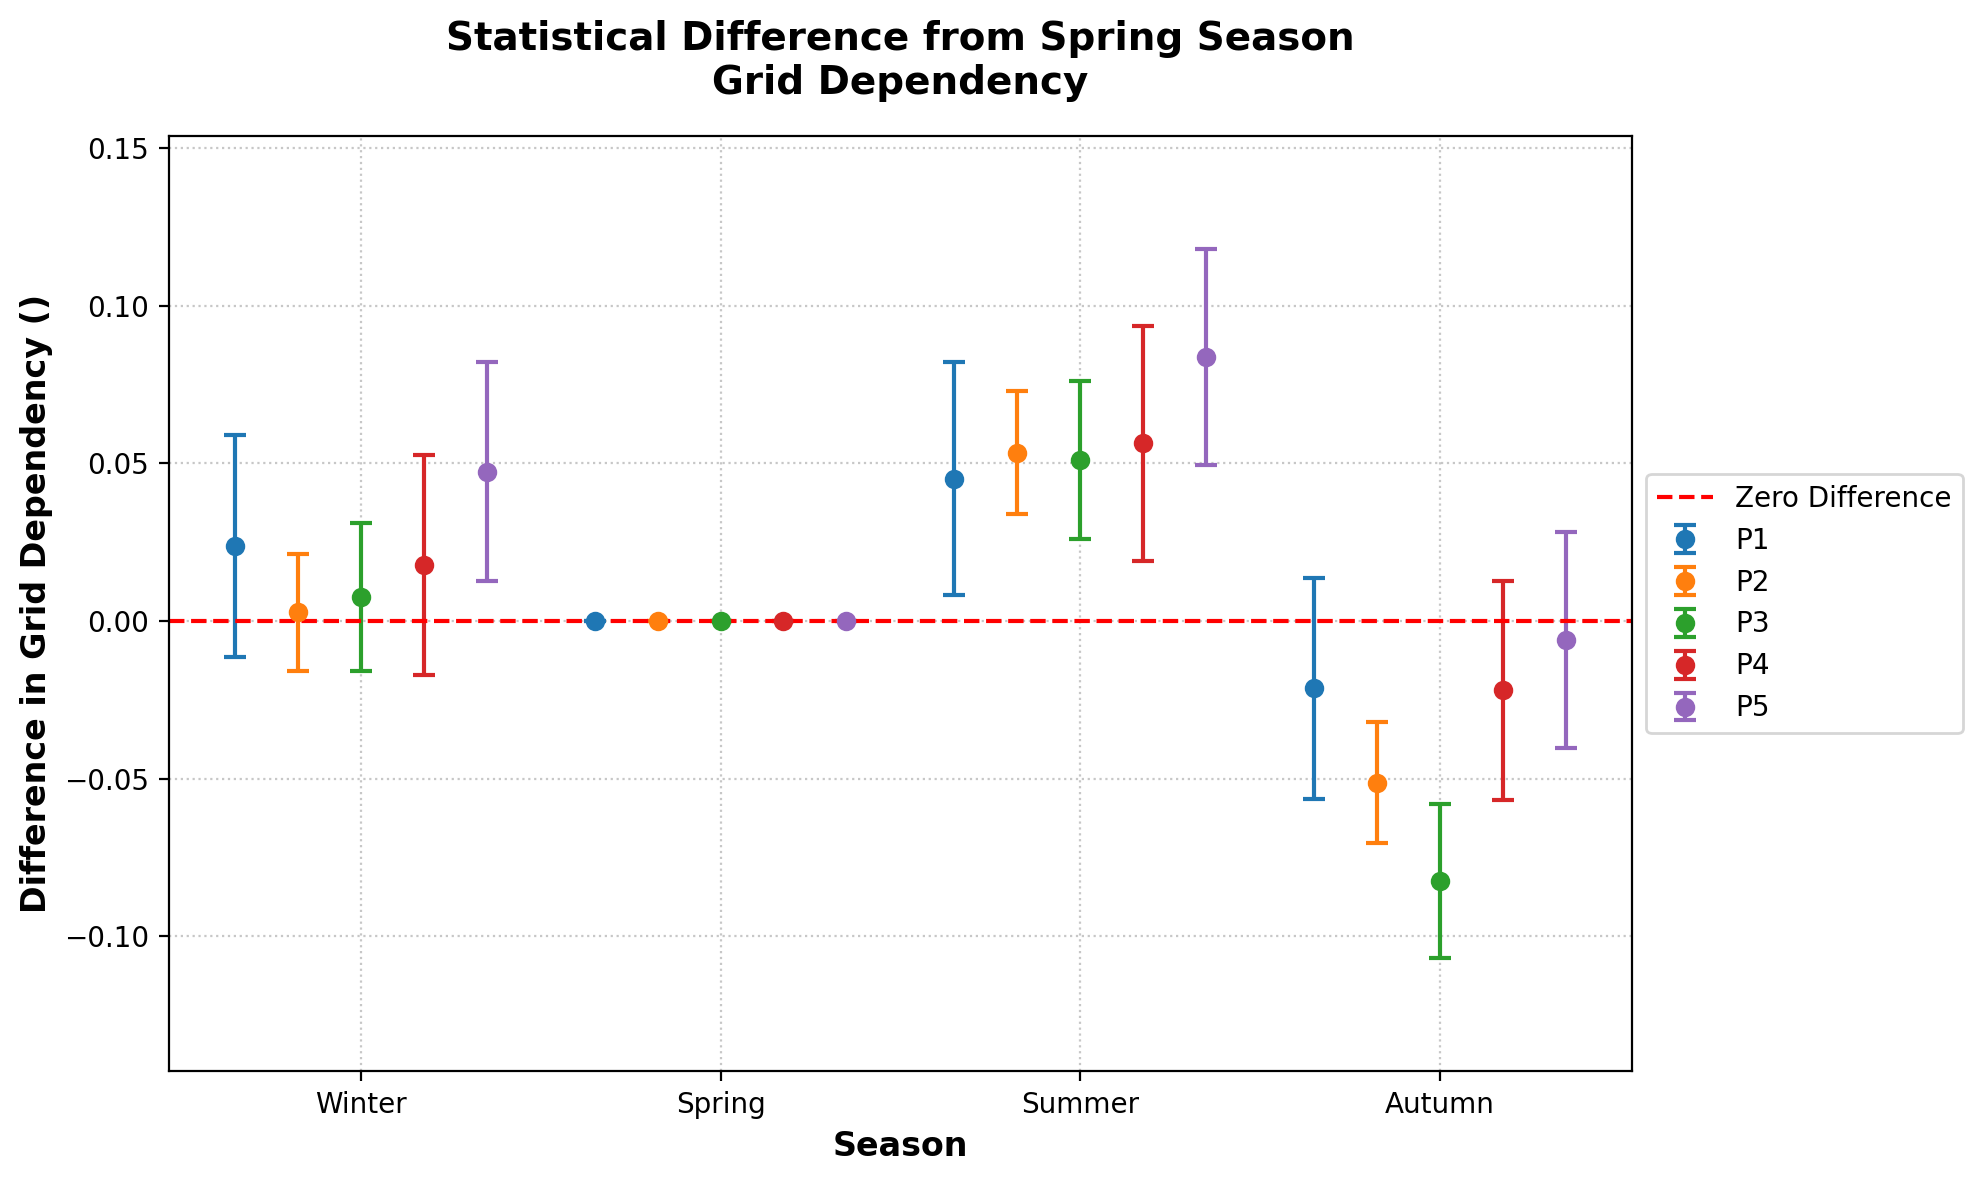 Statistical Difference from Spring Season
Grid Dependency
Difference in Grid Dependency ()
0.15
0.10
0.05
0.00
−0.05
−0.10
Winter
Spring
Summer
Autumn
Season
Zero Difference
P1
P2
P3
P4
P5